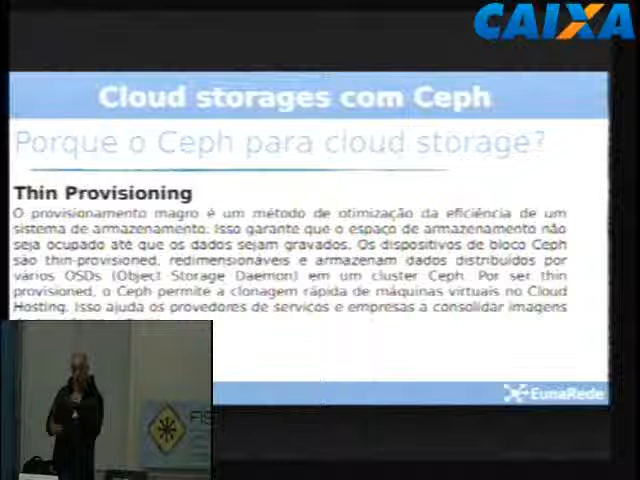 CAIXA
Cloud storages com Ceph
Porque o Ceph para cloud storage?
Thin Provisioning
O provisionamento magro é um método de otimização da eficiência de um
sistema de armazenamento. Isso garante que o espaço de armazenamento não
seja ocupado até que os dados sejam gravados. Os dispositivos de bloco Ceph
são thin-provisioned, redimensionáveis e armazenam dados distribuídos por
vários OSDs (Object Storage Daemon) em um cluster Ceph. Por ser thin
provisioned, o Ceph permite a clonagem rápida de máquinas virtuais no Cloud
Hosting. Isso ajuda os provedores de serviços e empresas a consolidar imagens
EunaRede
FIS